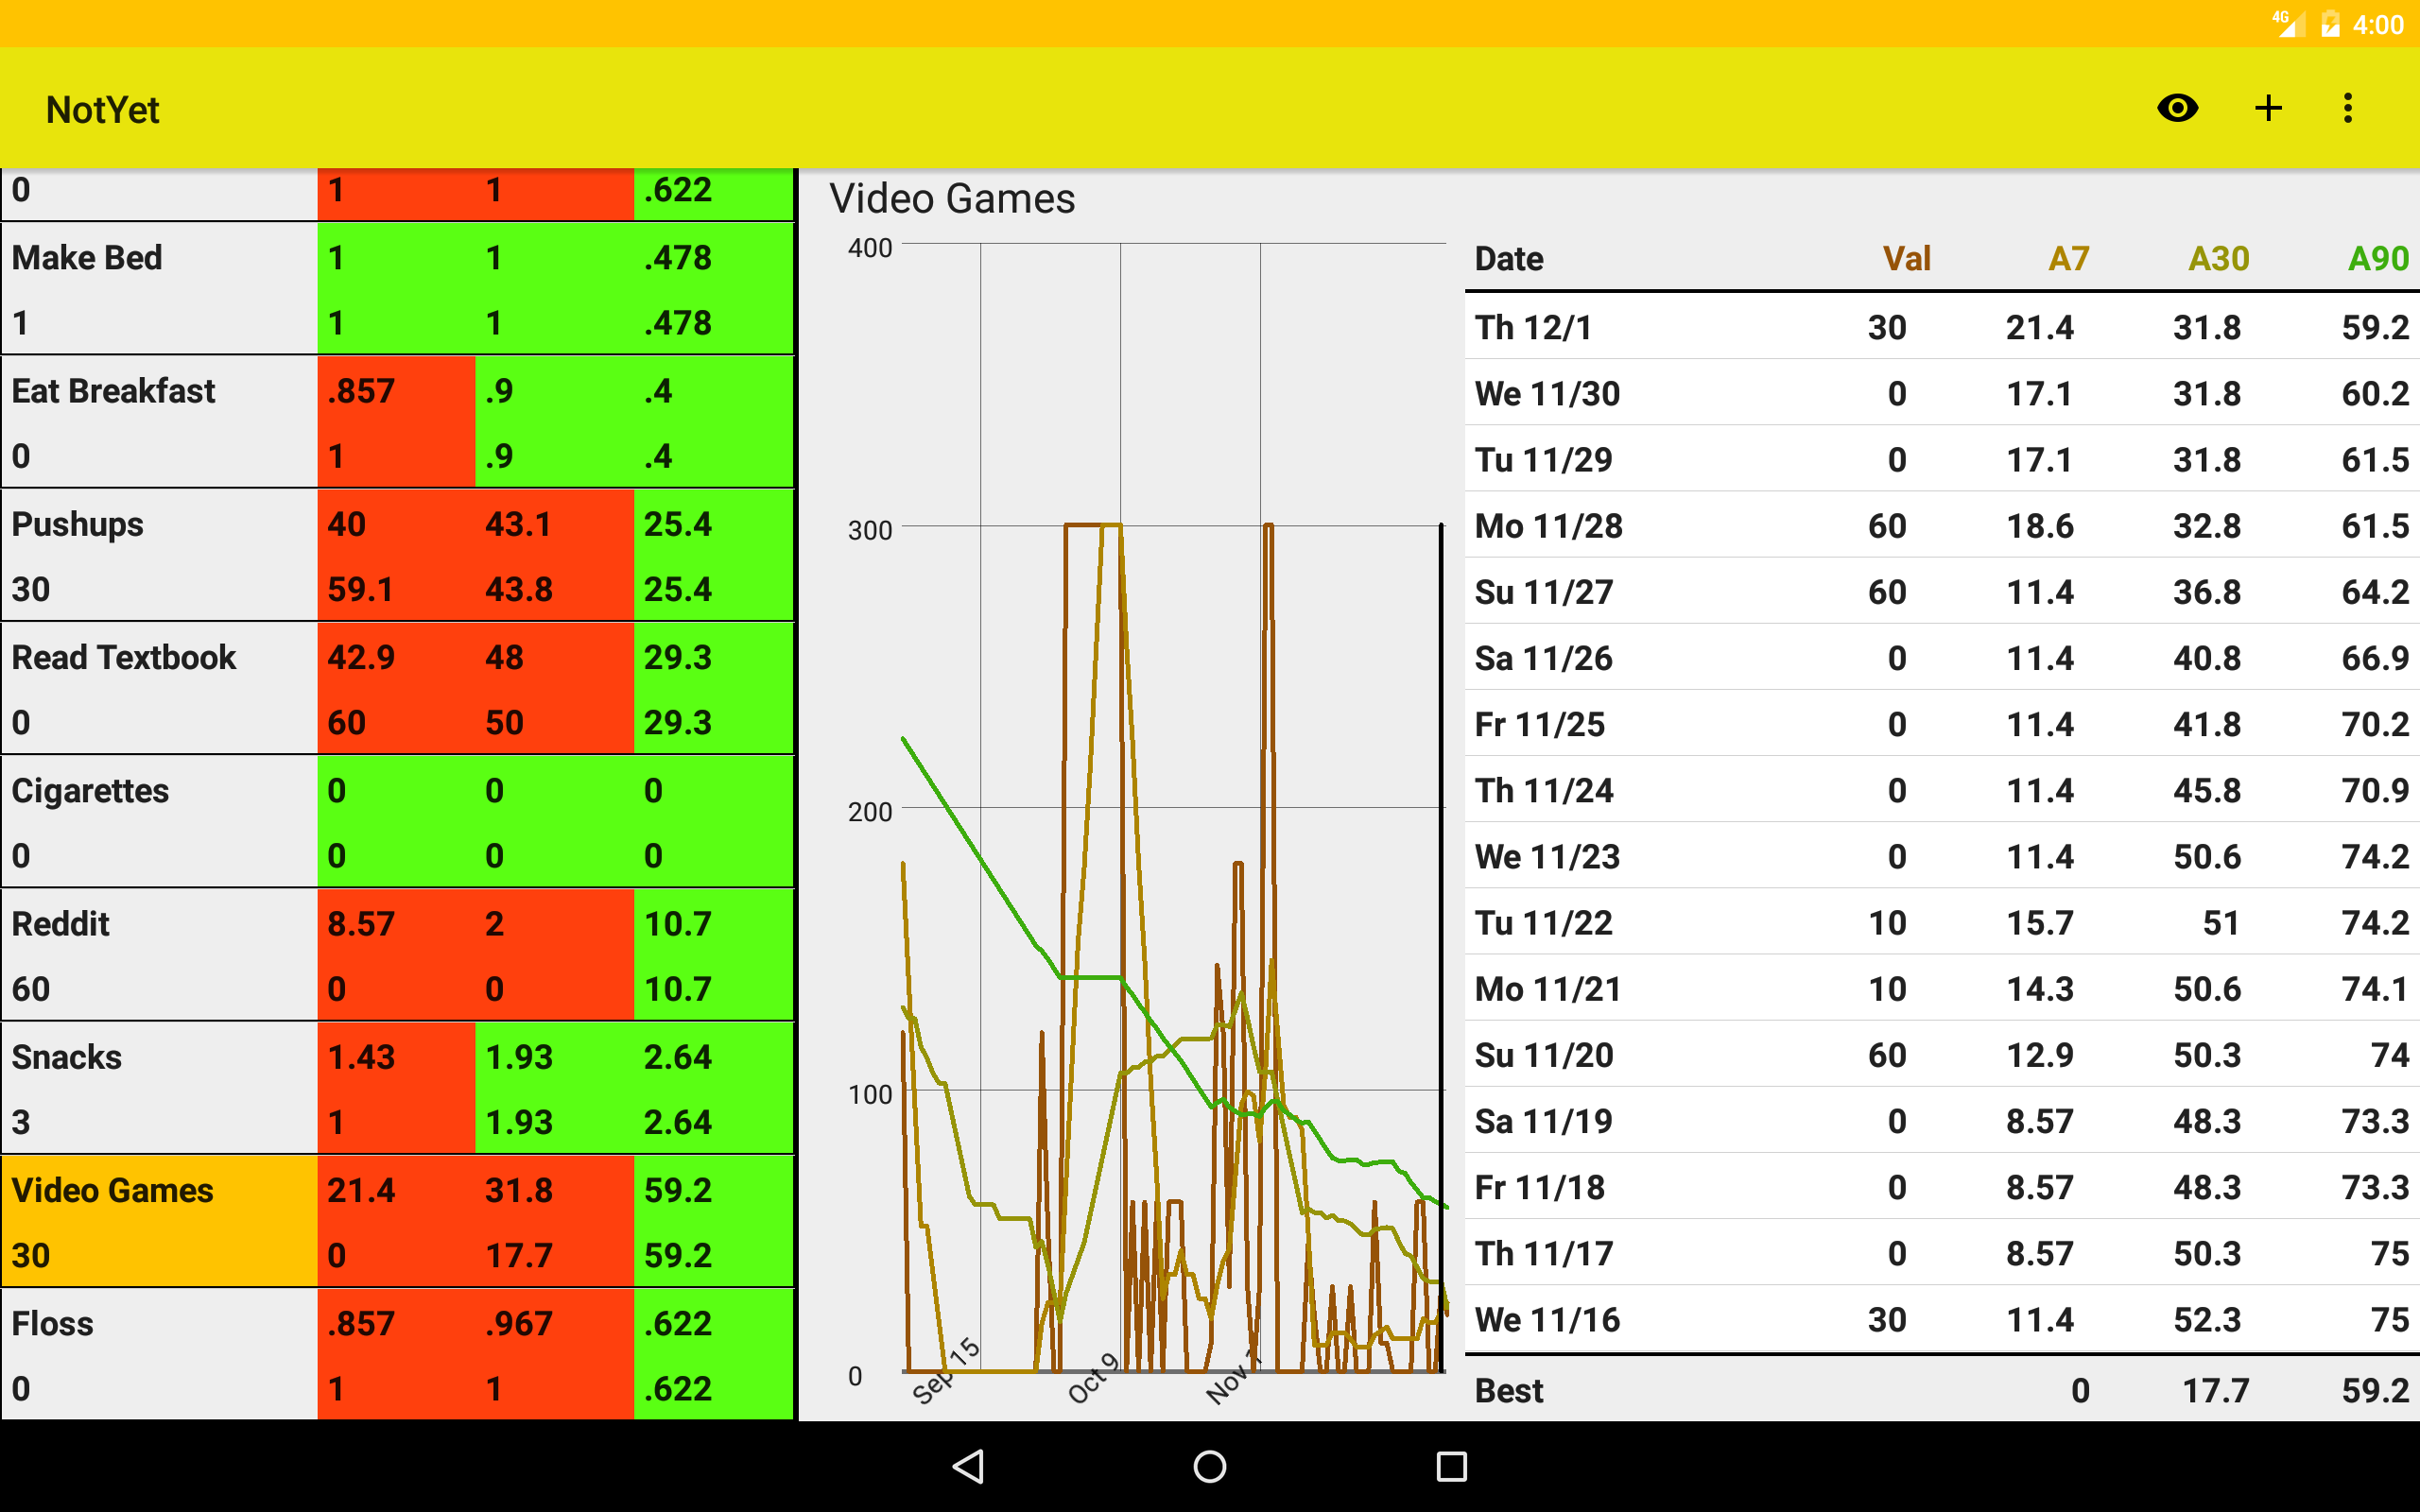 4G 4:00
NotYet
0 1 1 .622
Make Bed 1 1 .478
1 1 1 .478
Eat Breakfast .857 .9 .4
0 1 .9 .4
Pushups 40 43.1 25.4
30 59.1 43.8 25.4
Read Textbook 42.9 48 29.3
0 60 50 29.3
Cigarettes 0 0 0
0 0 0 0
Reddit 8.57 2 10.7
60 0 0 10.7
Snacks 1.43 1.93 2.64
3 1 1.93 2.64
Video Games 21.4 31.8 59.2
30 0 17.7 59.2
Floss .857 .967 .622
0 1 1 .622
Video Games
400
300
200
100
0
Sep 15
Oct 9
Nov
Date Val A7 A30 A90
Th 12/1 30 21.4 31.8 59.2
We 11/30 0 17.1 31.8 60.2
Tu 11/29 0 17.1 31.8 61.5
Mo 11/28 60 18.6 32.8 61.5
Su 11/27 60 11.4 36.8 64.2
Sa 11/26 0 11.4 40.8 66.9
Fr 11/25 0 11.4 41.8 70.2
Th 11/24 0 11.4 45.8 70.9
We 11/23 0 11.4 50.6 74.2
Tu 11/22 10 15.7 51 74.2
Mo 11/21 10 14.3 50.6 74.1
Su 11/20 60 12.9 50.3 74
Sa 11/19 0 8.57 48.3 73.3
Fr 11/18 0 8.57 48.3 73.3
Th 11/17 0 8.57 50.3 75
We 11/16 30 11.4 52.3 75
Best 0 17.7 59.2